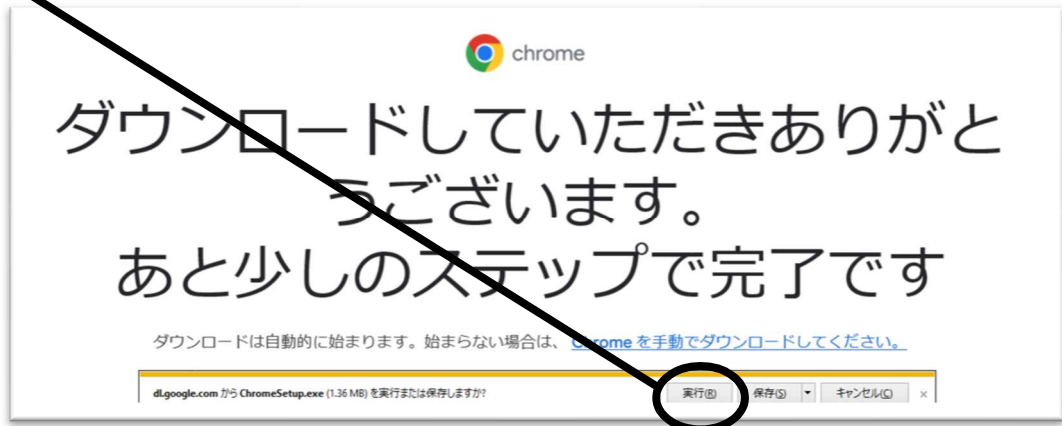 chrome
ダウンロードしていただきありがと
うございます。
あと少しのステップで完了です
ダウンロードは自動的に始まります。始まらない場合は、 Chrome を手動でダウンロードしてください。
dl.google.com から ChromeSetup.exe (1.36 MB) を実行または保存しますか? 実行(R) 保存(S) ▼ キャンセル(C) ×